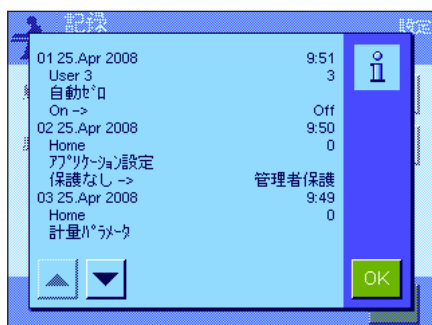 記録
設定
01 25.Apr 2008 9:51
User 3 3
自動ｾﾞﾛ
On -> Off
02 25.Apr 2008 9:50
Home 0
ｱﾌﾟﾘｹｰｼｮﾝ設定
保護なし -> 管理者保護
03 25.Apr 2008 9:49
Home 0
計量ﾊﾟﾗﾒｰﾀ
OK